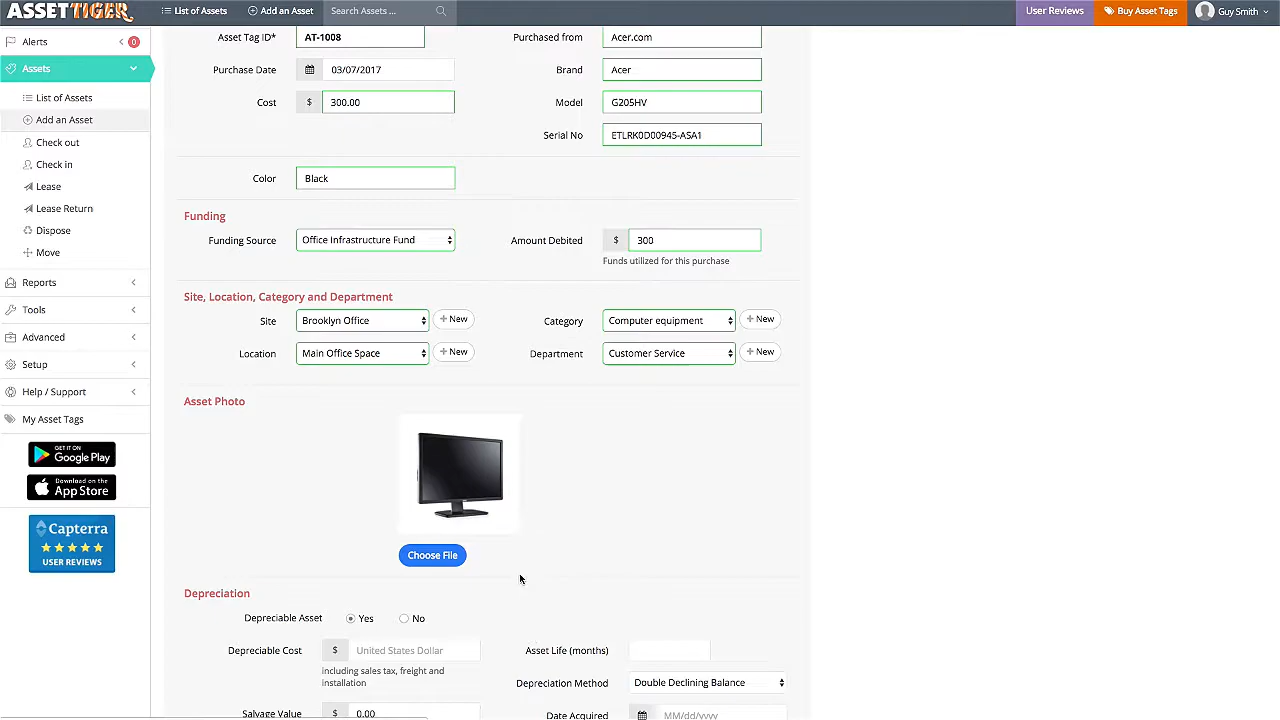 ASSETTIGER
List of Assets
Add an Asset
Search Assets ...
User Reviews
Buy Asset Tags
Guy Smith
Alerts
0
Assets
List of Assets
Add an Asset
Check out
Check in
Lease
Lease Return
Dispose
Move
Reports
Tools
Advanced
Setup
Help / Support
My Asset Tags
GET IT ON
Google Play
Download on the
App Store
Capterra
USER REVIEWS
Asset Tag ID* AT-1008
Purchased from Acer.com
Purchase Date 03/07/2017
Brand Acer
Cost $ 300.00
Model G205HV
Serial No ETLRK0D00945-ASA1
Color Black
Funding
Funding Source Office Infrastructure Fund
Amount Debited $ 300
Funds utilized for this purchase
Site, Location, Category and Department
Site Brooklyn Office + New
Category Computer equipment + New
Location Main Office Space + New
Department Customer Service + New
Asset Photo
Choose File
Depreciation
Depreciable Asset Yes No
Depreciable Cost $ United States Dollar
including sales tax, freight and
installation
Asset Life (months)
Depreciation Method Double Declining Balance
Salvage Value $ 0.00
Date Acquired MM/dd/yyyy